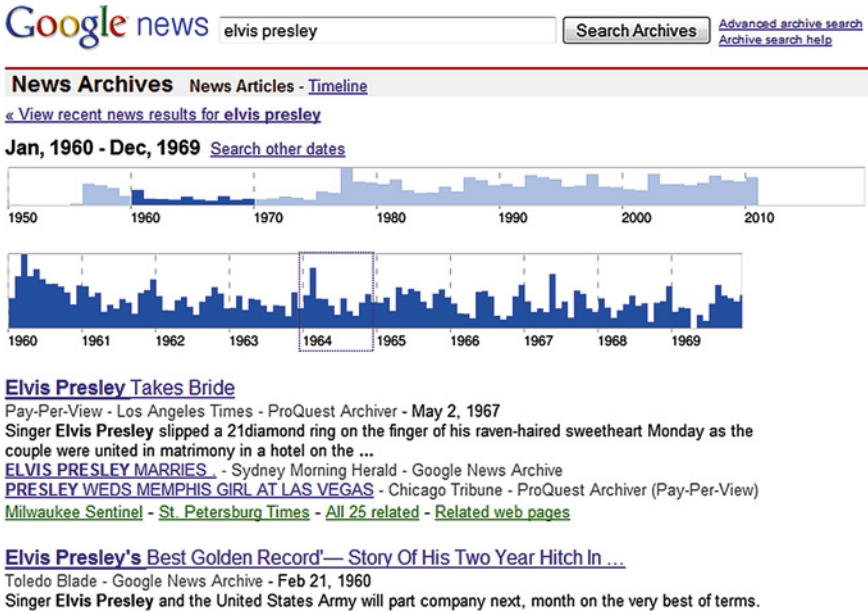 Google news elvis presley Search Archives Advanced archive search
Archive search help
News Archives News Articles - Timeline
« View recent news results for elvis presley
Jan, 1960 - Dec, 1969 Search other dates
1950 1960 1970 1980 1990 2000 2010
1960 1961 1962 1963 1964 1965 1966 1967 1968 1969
Elvis Presley Takes Bride
Pay-Per-View - Los Angeles Times - ProQuest Archiver - May 2, 1967
Singer Elvis Presley slipped a 21diamond ring on the finger of his raven-haired sweetheart Monday as the
couple were united in matrimony in a hotel on the ...
ELVIS PRESLEY MARRIES . - Sydney Morning Herald - Google News Archive
PRESLEY WEDS MEMPHIS GIRL AT LAS VEGAS - Chicago Tribune - ProQuest Archiver (Pay-Per-View)
Milwaukee Sentinel - St. Petersburg Times - All 25 related - Related web pages
Elvis Presley's Best Golden Record'— Story Of His Two Year Hitch In ...
Toledo Blade - Google News Archive - Feb 21, 1960
Singer Elvis Presley and the United States Army will part company next, month on the very best of terms.